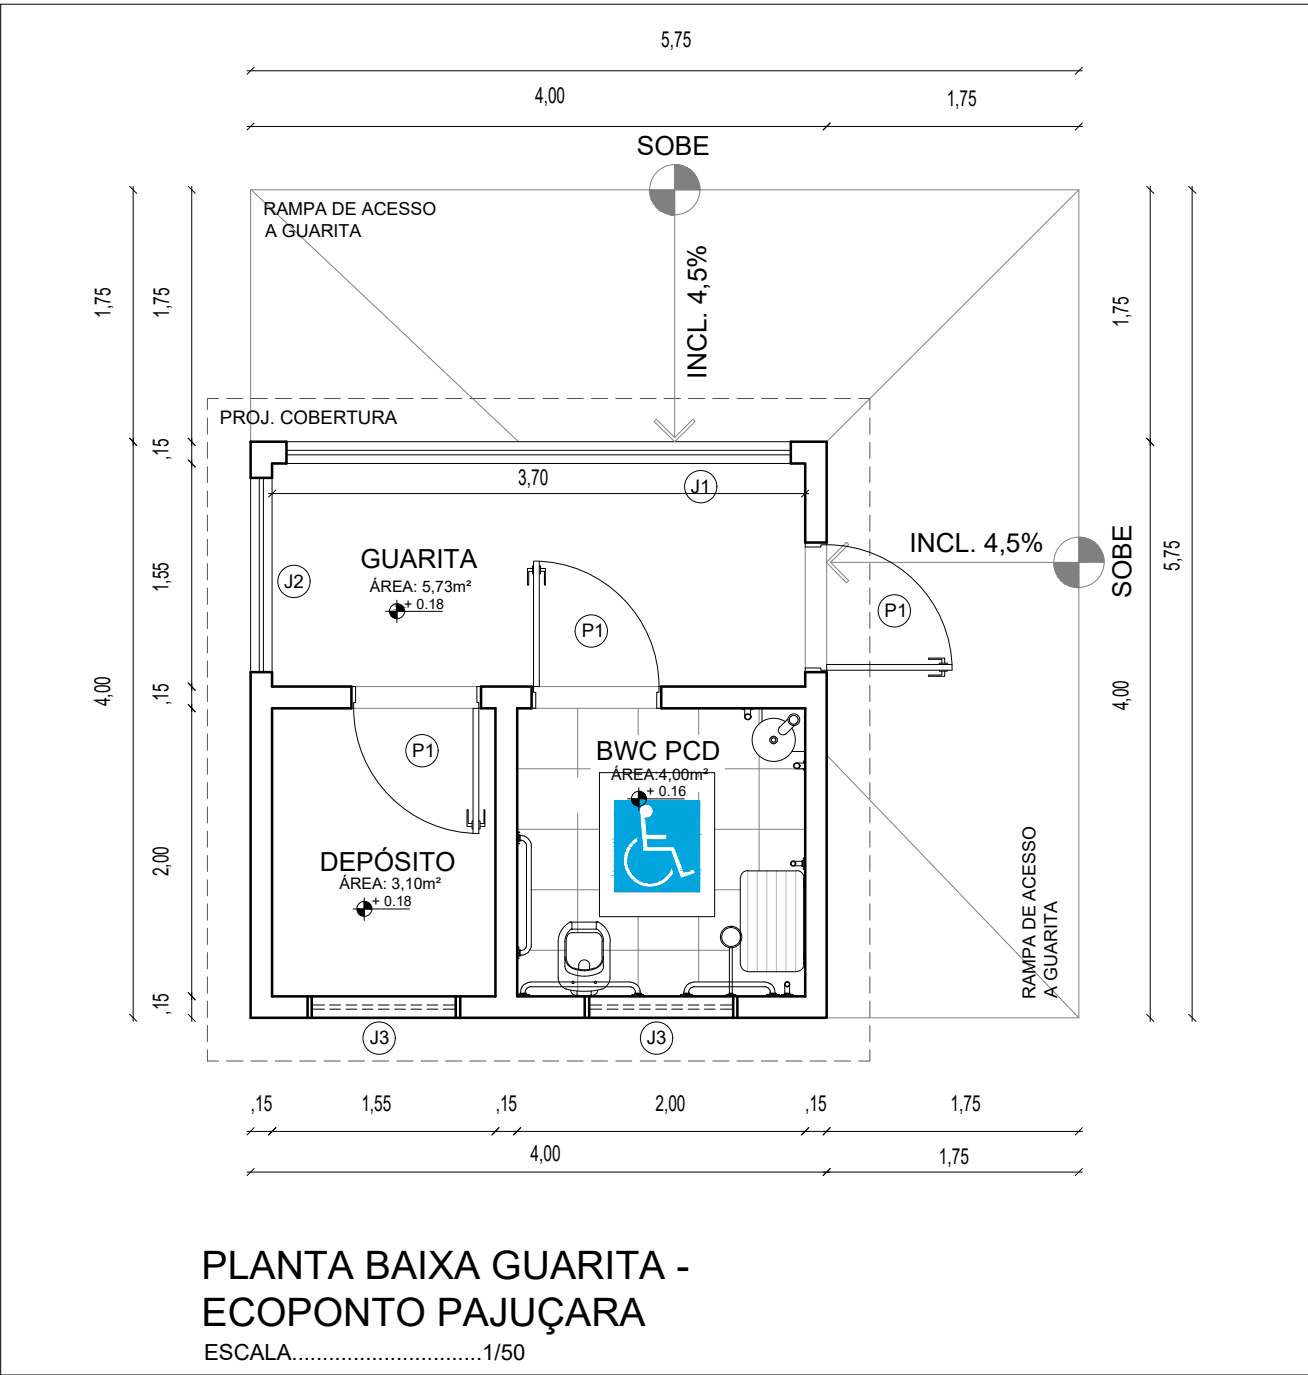 5,75
4,00
1,75
SOBE
RAMPA DE ACESSO
A GUARITA
INCL. 4,5%
1,75
1,75
1,75
PROJ. COBERTURA
,15
3,70
J1
GUARITA
ÁREA: 5,73m²
+ 0.18
J2
P1
INCL. 4,5%
SOBE
P1
5,75
1,55
4,00
,15
4,00
P1
BWC PCD
ÁREA:4,00m²
+ 0.16
DEPÓSITO
ÁREA: 3,10m²
+ 0.18
2,00
RAMPA DE ACESSO
A GUARITA
,15
J3
J3
,15
1,55
,15
2,00
,15
1,75
4,00
1,75
PLANTA BAIXA GUARITA -
ECOPONTO PAJUÇARA
ESCALA................................1/50